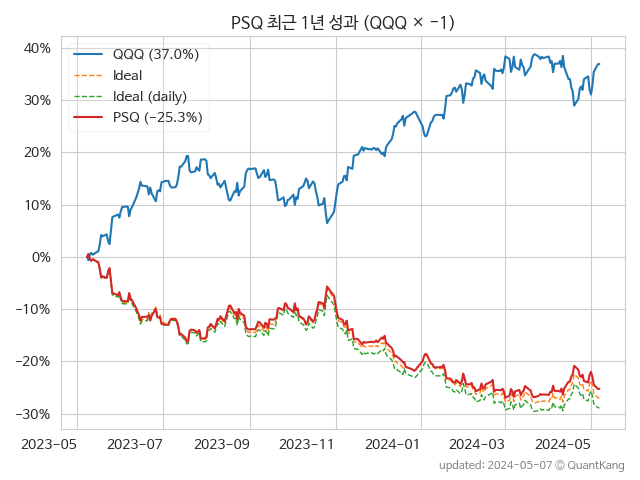 PSQ 최근 1년 성과 (QQQ × -1)
40%
30%
20%
10%
0%
-10%
-20%
-30%
QQQ (37.0%)
Ideal
Ideal (daily)
PSQ (-25.3%)
2023-05 2023-07 2023-09 2023-11 2024-01 2024-03 2024-05
updated: 2024-05-07 © QuantKang